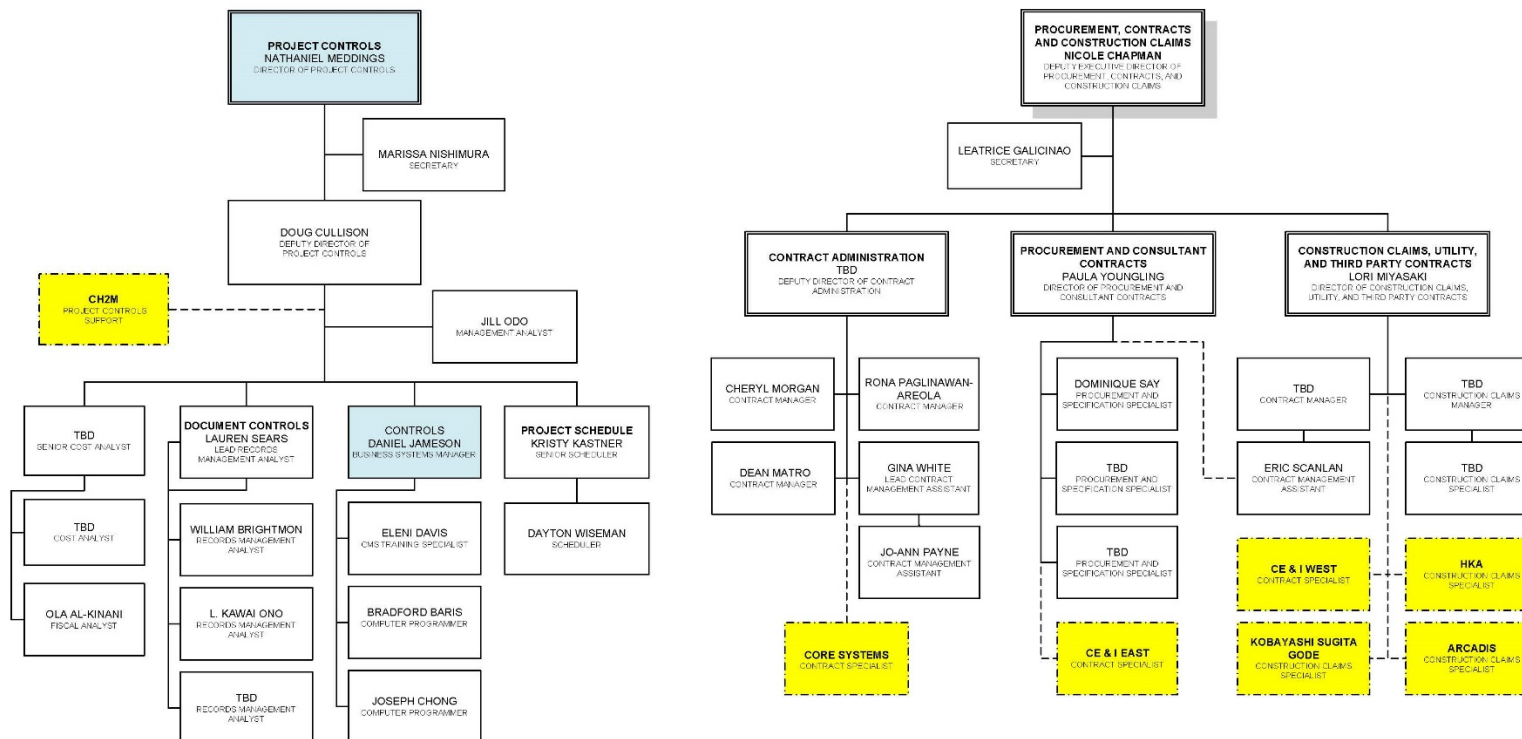 PROJECT CONTROLS
NATHANIEL MEDDINGS
DIRECTOR OF PROJECT CONTROLS
MARISSA NISHIMURA
SECRETARY
DOUG CULLISON
DEPUTY DIRECTOR OF
PROJECT CONTROLS
CH2M
PROJECT CONTROLS
SUPPORT
JILL ODO
MANAGEMENT ANALYST
TBD
SENIOR COST ANALYST
TBD
COST ANALYST
OLA AL-KINANI
FISCAL ANALYST
DOCUMENT CONTROLS
LAUREN SEARS
LEAD RECORDS
MANAGEMENT ANALYST
WILLIAM BRIGHTMON
RECORDS MANAGEMENT
ANALYST
L. KAWAI ONO
RECORDS MANAGEMENT
ANALYST
TBD
RECORDS MANAGEMENT
ANALYST
CONTROLS
DANIEL JAMESON
BUSINESS SYSTEMS MANAGER
ELENI DAVIS
CMS TRAINING SPECIALIST
BRADFORD BARIS
COMPUTER PROGRAMMER
JOSEPH CHONG
COMPUTER PROGRAMMER
PROJECT SCHEDULE
KRISTY KASTNER
SENIOR SCHEDULER
DAYTON WISEMAN
SCHEDULER
PROCUREMENT, CONTRACTS
AND CONSTRUCTION CLAIMS
NICOLE CHAPMAN
DEPUTY EXECUTIVE DIRECTOR OF
PROCUREMENT, CONTRACTS, AND
CONSTRUCTION CLAIMS
LEATRICE GALICINAO
SECRETARY
CONTRACT ADMINISTRATION
TBD
DEPUTY DIRECTOR OF CONTRACT
ADMINISTRATION
CHERYL MORGAN
CONTRACT MANAGER
RONA PAGLINAWAN-
AREOLA
CONTRACT MANAGER
DEAN MATRO
CONTRACT MANAGER
GINA WHITE
LEAD CONTRACT
MANAGEMENT ASSISTANT
JO-ANN PAYNE
CONTRACT MANAGEMENT
ASSISTANT
CORE SYSTEMS
CONTRACT SPECIALIST
PROCUREMENT AND CONSULTANT
CONTRACTS
PAULA YOUNGLING
DIRECTOR OF PROCUREMENT AND
CONSULTANT CONTRACTS
DOMINIQUE SAY
PROCUREMENT AND
SPECIFICATION SPECIALIST
TBD
PROCUREMENT AND
SPECIFICATION SPECIALIST
TBD
PROCUREMENT AND
SPECIFICATION SPECIALIST
CE & I EAST
CONTRACT SPECIALIST
CONSTRUCTION CLAIMS, UTILITY,
AND THIRD PARTY CONTRACTS
LORI MIYASAKI
DIRECTOR OF CONSTRUCTION CLAIMS,
UTILITY, AND THIRD PARTY CONTRACTS
TBD
CONTRACT MANAGER
TBD
CONSTRUCTION CLAIMS
MANAGER
ERIC SCANLAN
CONTRACT MANAGEMENT
ASSISTANT
TBD
CONSTRUCTION CLAIMS
SPECIALIST
CE & I WEST
CONTRACT SPECIALIST
HKA
CONSTRUCTION CLAIMS
SPECIALIST
KOBAYASHI SUGITA
GODE
CONSTRUCTION CLAIMS
SPECIALIST
ARCADIS
CONSTRUCTION CLAIMS
SPECIALIST